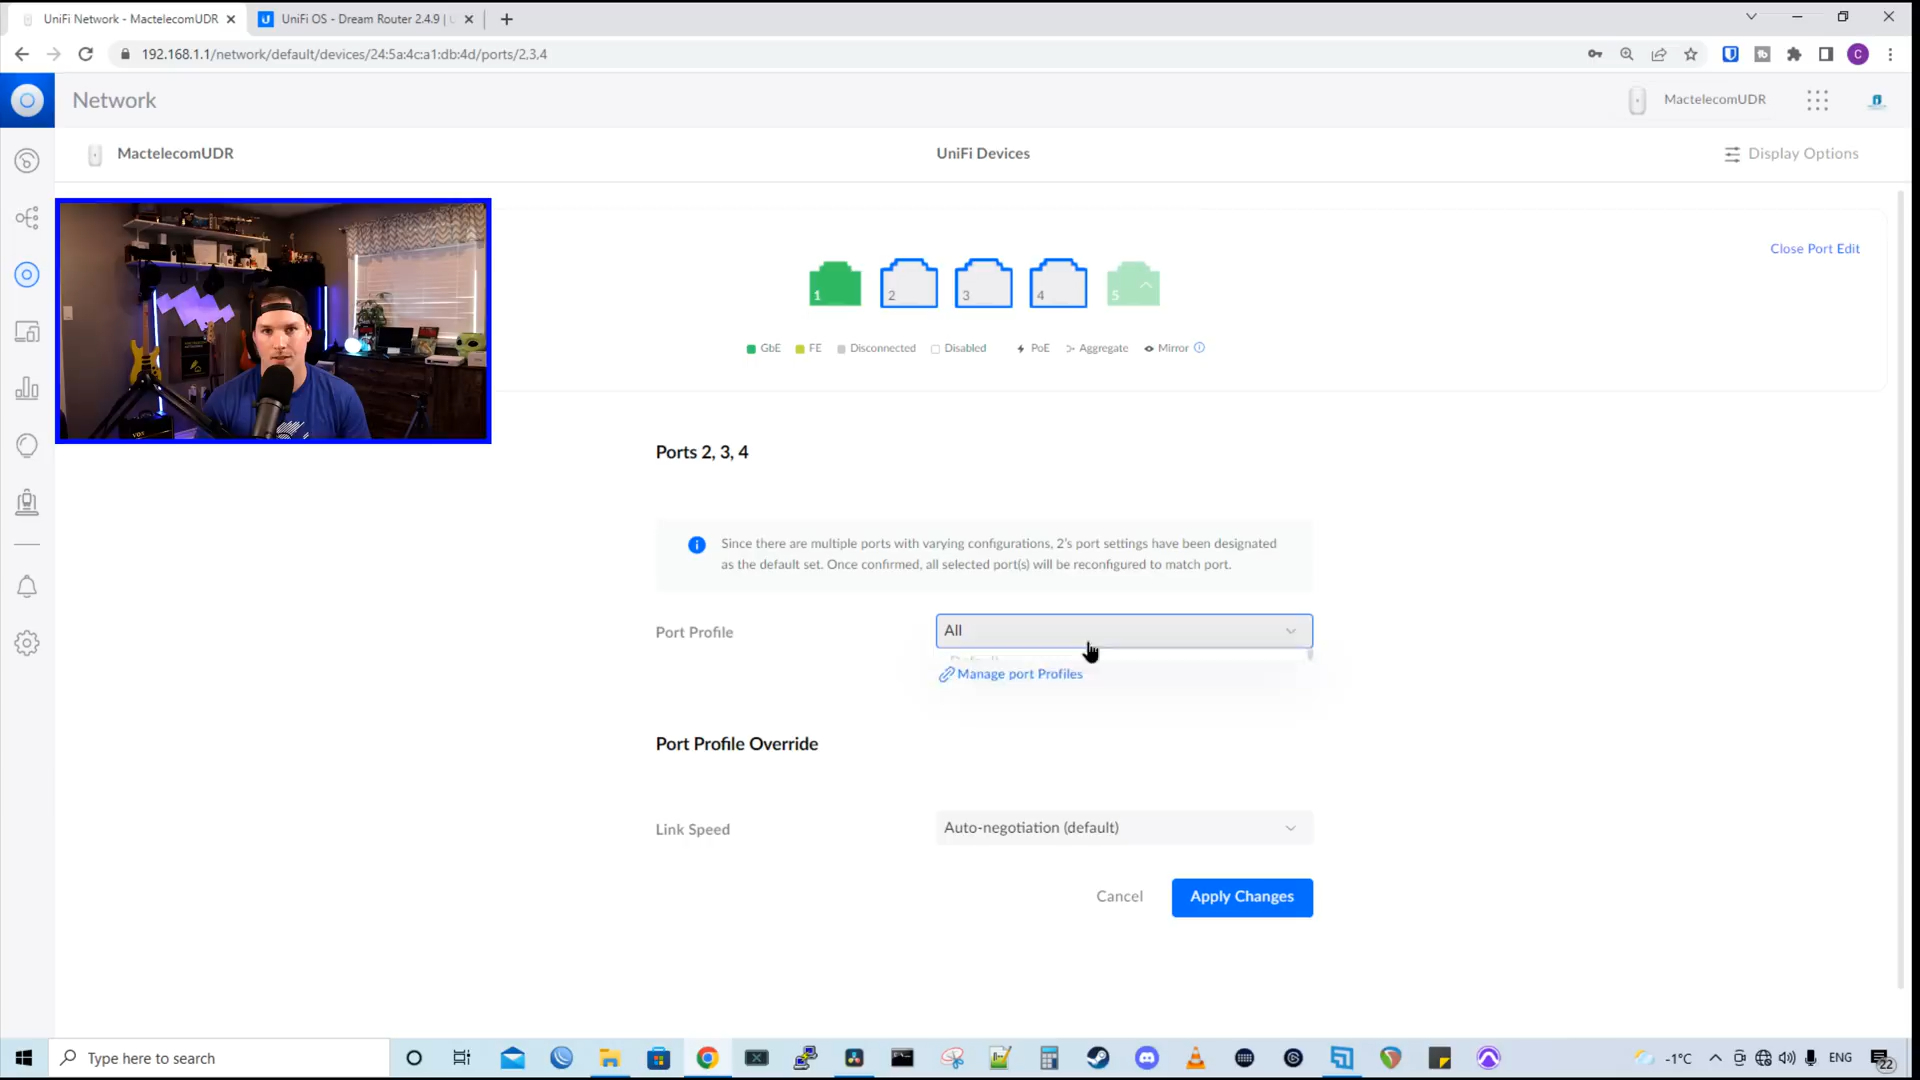 UniFi Network - MactelecomUDR
UniFi OS - Dream Router 2.4.9
192.168.1.1/network/default/devices/24:5a:4c:a1:db:4d/ports/2,3,4
C
Network
MactelecomUDR
MactelecomUDR
UniFi Devices
Display Options
Close Port Edit
1
2
3
4
5
GbE
FE
Disconnected
Disabled
PoE
Aggregate
Mirror
Ports 2, 3, 4
Since there are multiple ports with varying configurations, 2's port settings have been designated
as the default set. Once confirmed, all selected port(s) will be reconfigured to match port.
Port Profile
All
Manage port Profiles
Port Profile Override
Link Speed
Auto-negotiation (default)
Cancel
Apply Changes
Type here to search
-1°C
ENG
22